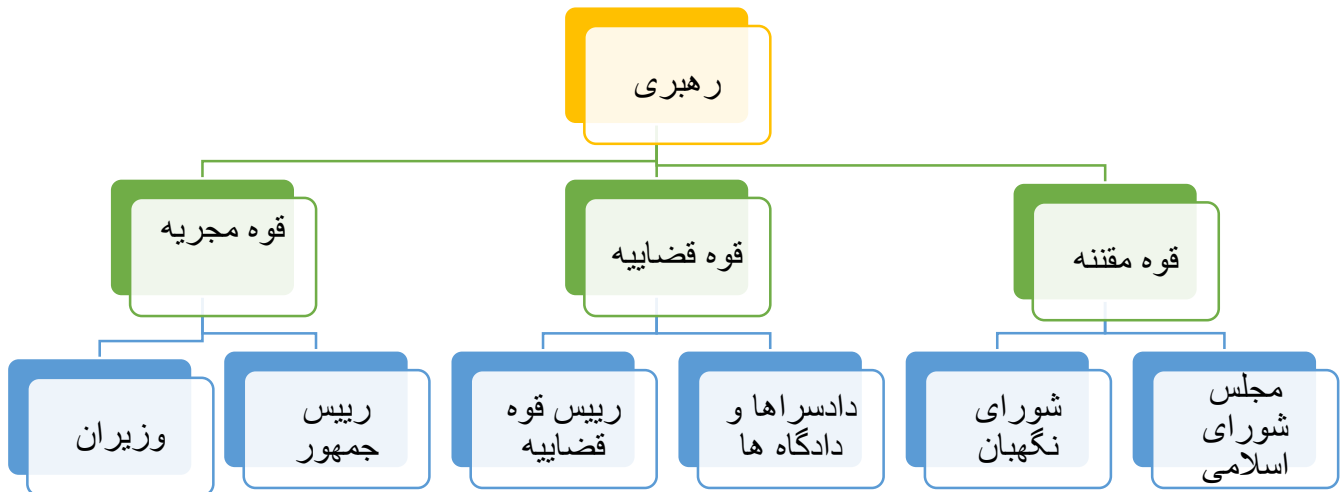 رهبری
قوه مقننه
قوه قضاییه
قوه مجریه
مجلس
شورای
اسلامی
شورای
نگهبان
دادسراها و
دادگاه ها
رییس قوه
قضاییه
رییس
جمهور
وزیران